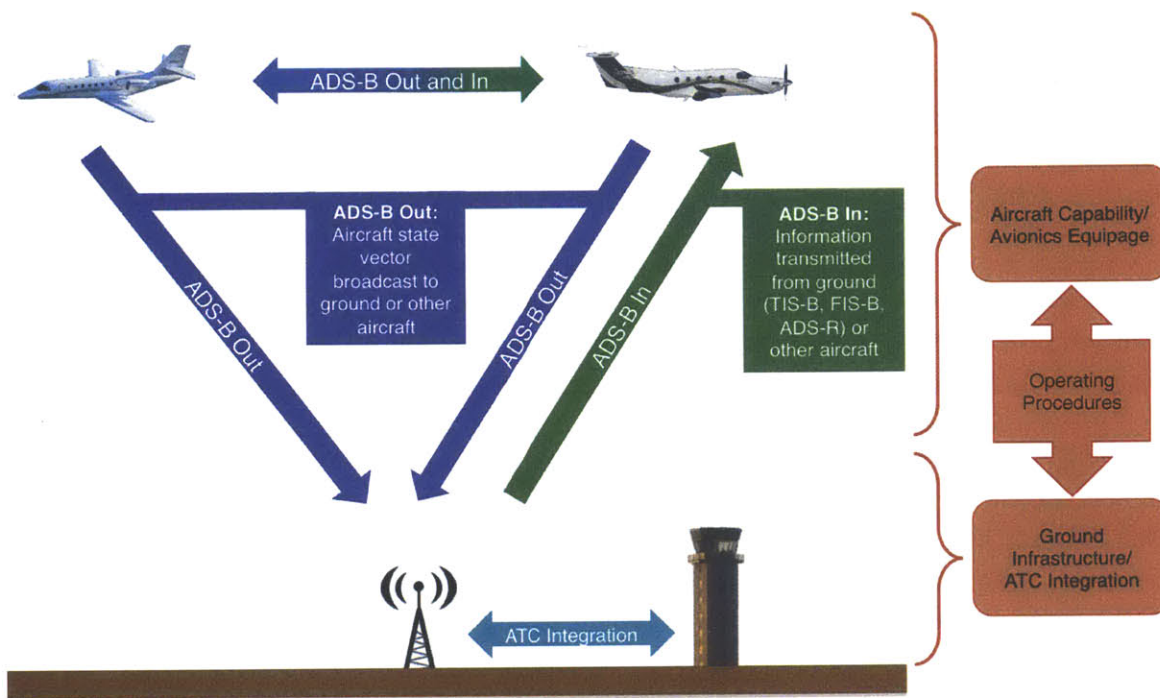 ADS-B Out and In
ADS-B Out:
Aircraft state
vector
broadcast to
ground or other
aircraft
ADS-B In:
Information
transmitted
from ground
(TIS-B, FIS-B,
ADS-R) or
other aircraft
ADS-B Out
ADS-B Out
ADS-B In
ATC Integration
Aircraft Capability/
Avionics Equipage
Operating
Procedures
Ground
Infrastructure/
ATC Integration